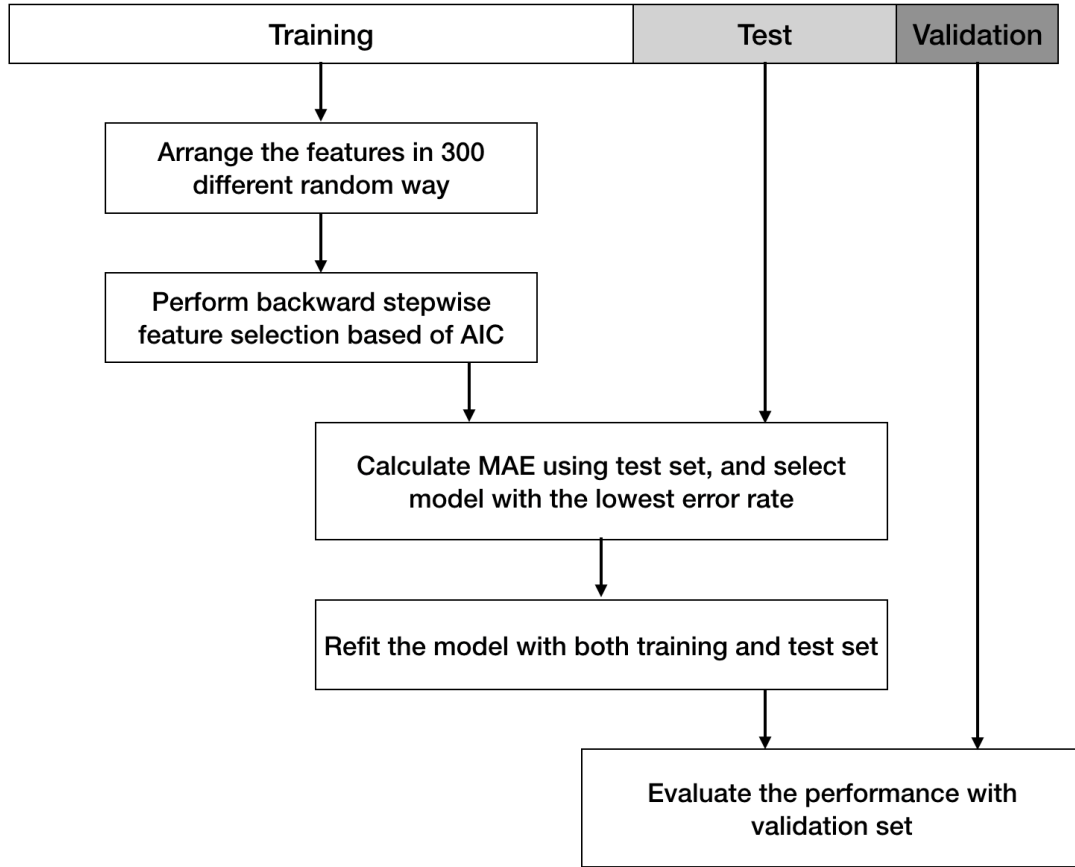 Training
Test
Validation
Arrange the features in 300
different random way
Perform backward stepwise
feature selection based of AIC
Calculate MAE using test set, and select
model with the lowest error rate
Refit the model with both training and test set
Evaluate the performance with
validation set